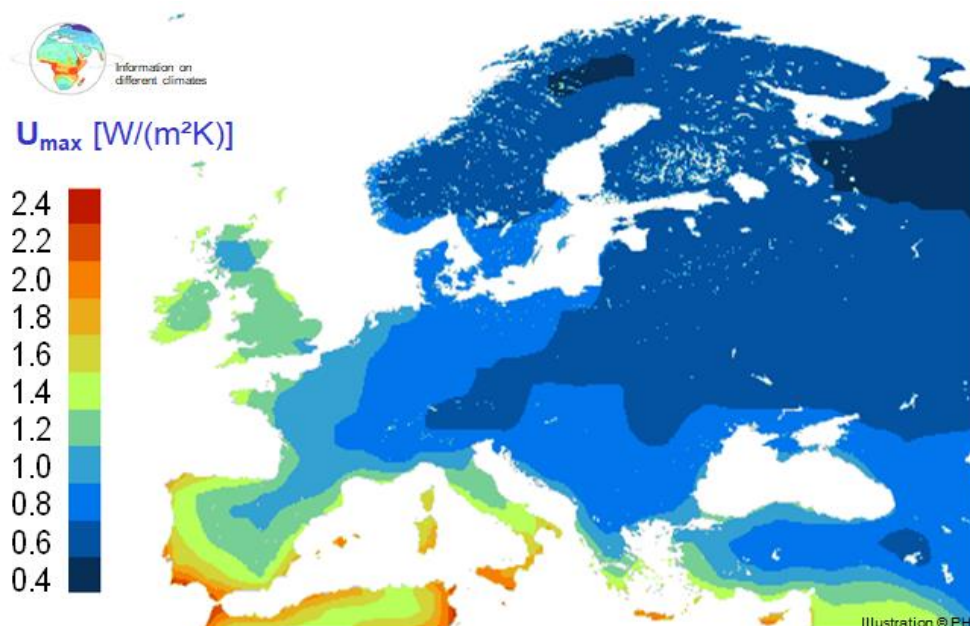 Information on
different climates
Umax [W/(m²K)]
2.4
2.2
2.0
1.8
1.6
1.4
1.2
1.0
0.8
0.6
0.4
Illustration © PH